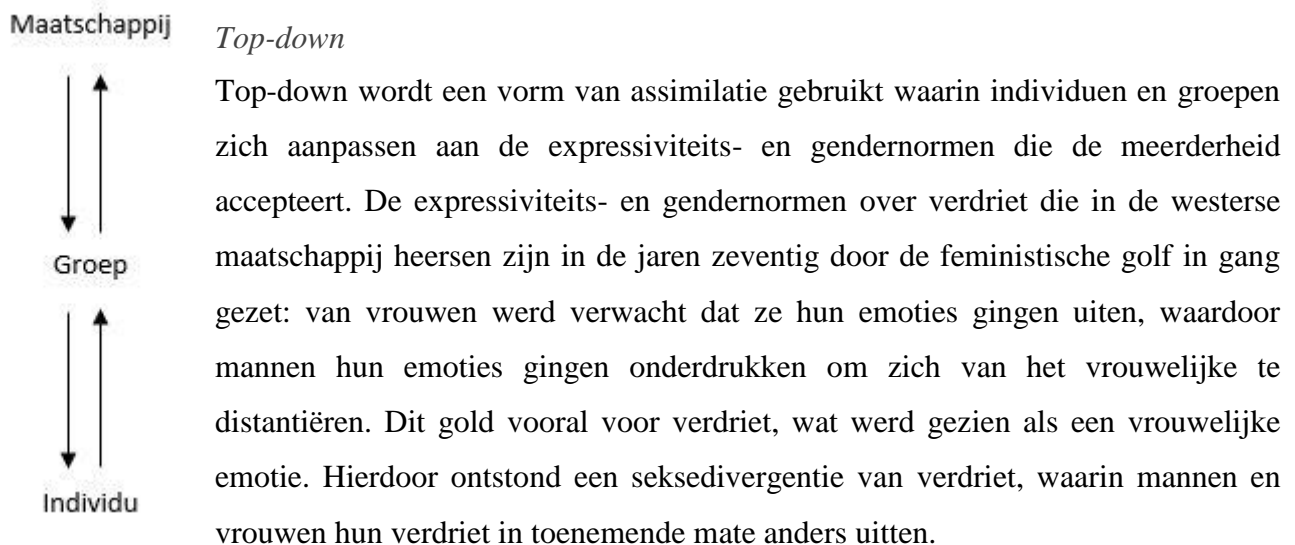 Maatschappij
Groep
Individu
Top-down
Top-down wordt een vorm van assimilatie gebruikt waarin individuen en groepen
zich aanpassen aan de expressiviteits- en gendernormen die de meerderheid
accepteert. De expressiviteits- en gendernormen over verdriet die in de westerse
maatschappij heersen zijn in de jaren zeventig door de feministische golf in gang
gezet: van vrouwen werd verwacht dat ze hun emoties gingen uiten, waardoor
mannen hun emoties gingen onderdrukken om zich van het vrouwelijke te
distantiëren. Dit gold vooral voor verdriet, wat werd gezien als een vrouwelijke
emotie. Hierdoor ontstond een seksedivergentie van verdriet, waarin mannen en
vrouwen hun verdriet in toenemende mate anders uitten.